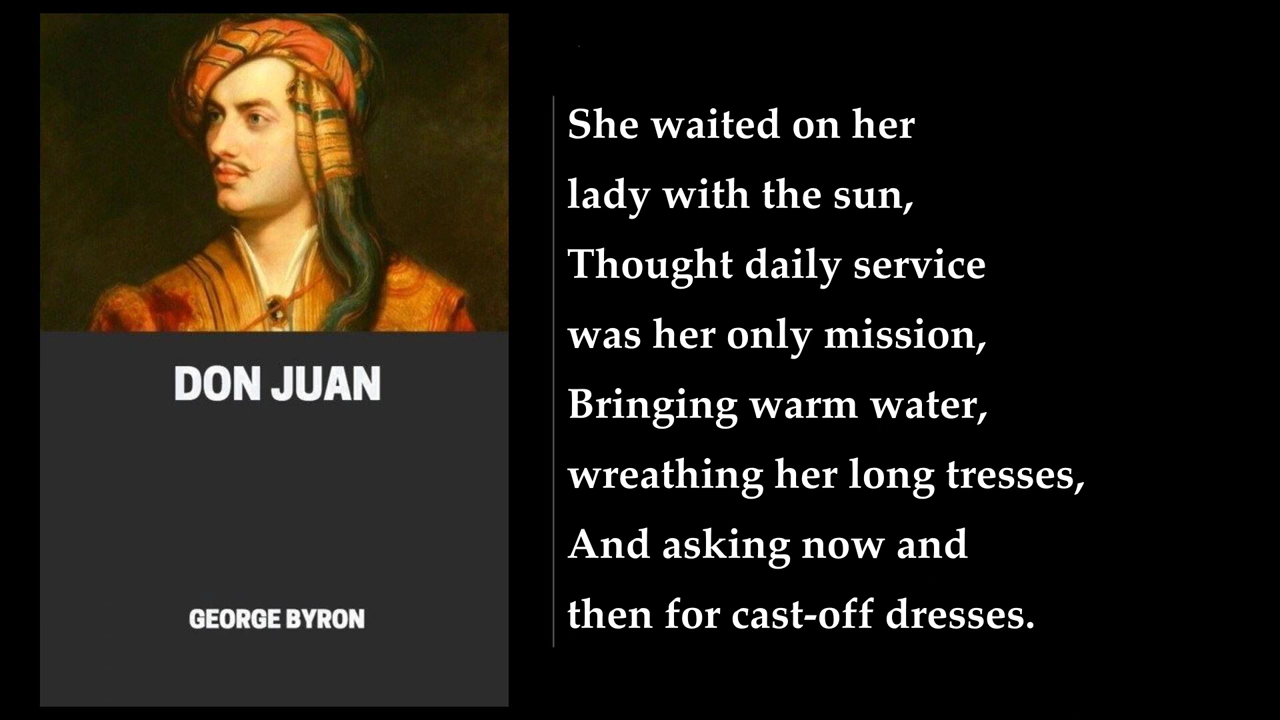 DON JUAN
GEORGE BYRON
She waited on her
lady with the sun,
Thought daily service
was her only mission,
Bringing warm water,
wreathing her long tresses,
And asking now and
then for cast-off dresses.